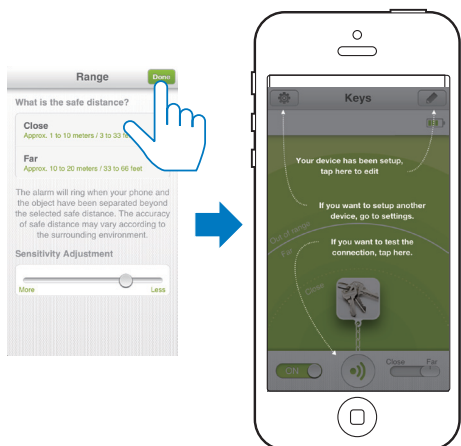 Range
Done
What is the safe distance?
Close
Approx. 1 to 10 meters / 3 to 33
Far
Approx. 10 to 20 meters / 33 to 66 feet
The alarm will ring when your phone and
the object have been separated beyond
the selected safe distance. The accuracy
of safe distance may vary according to
the surrounding environment.
Sensitivity Adjustment
More
Less
Keys
Your device has been setup,
tap here to edit
If you want to setup another
device, go to settings.
If you want to test the
connection, tap here.
Out of range
Far
Close
ON
Close
Far